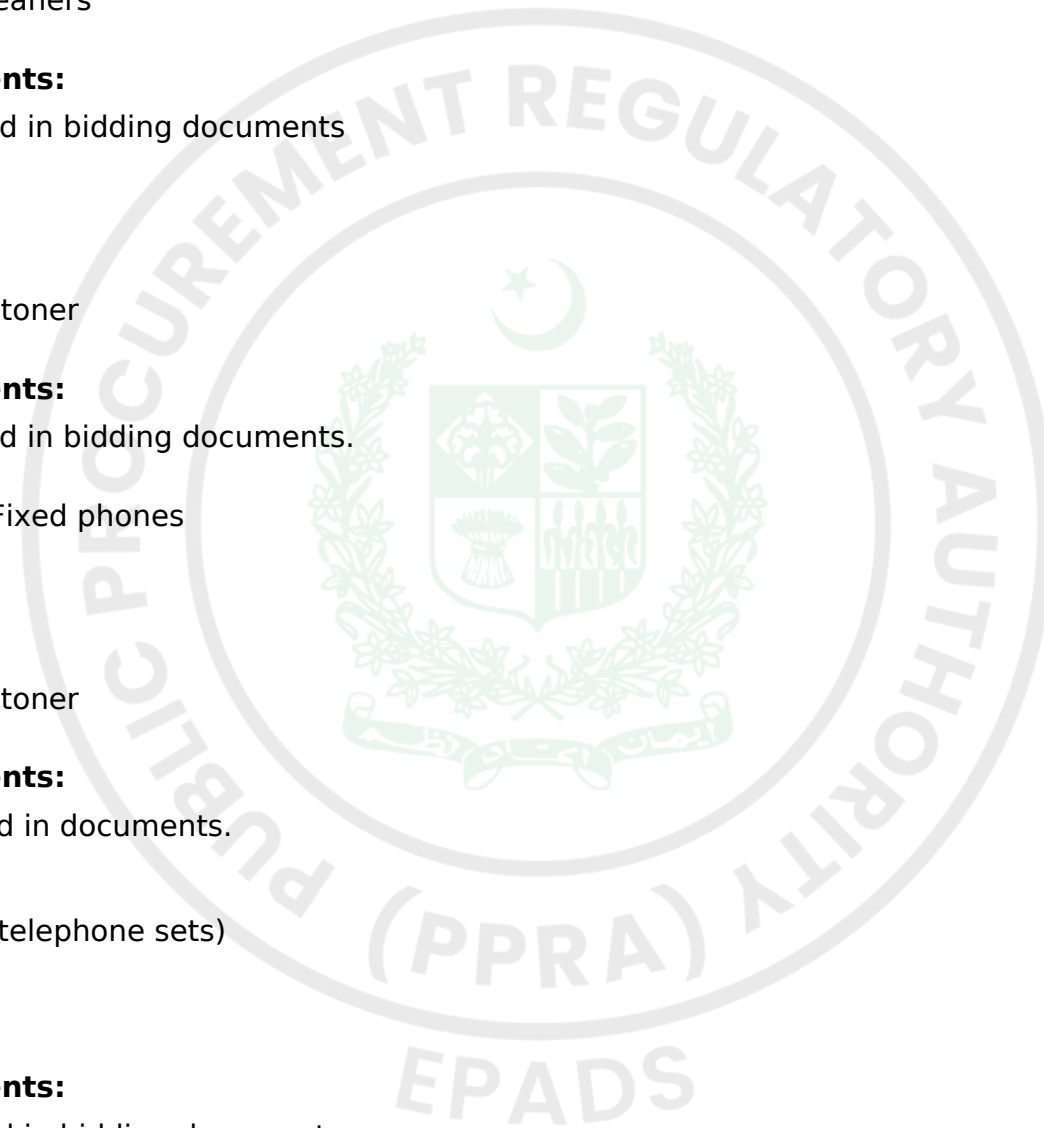 nts:
d in bidding documents
toner
nts:
d in bidding documents.
Fixed phones
toner
nts:
d in documents.
telephone sets)
nts:
PUBLIC PROCUREMENT REGULATORY AUTHORITY
(PPRA)
EPADS